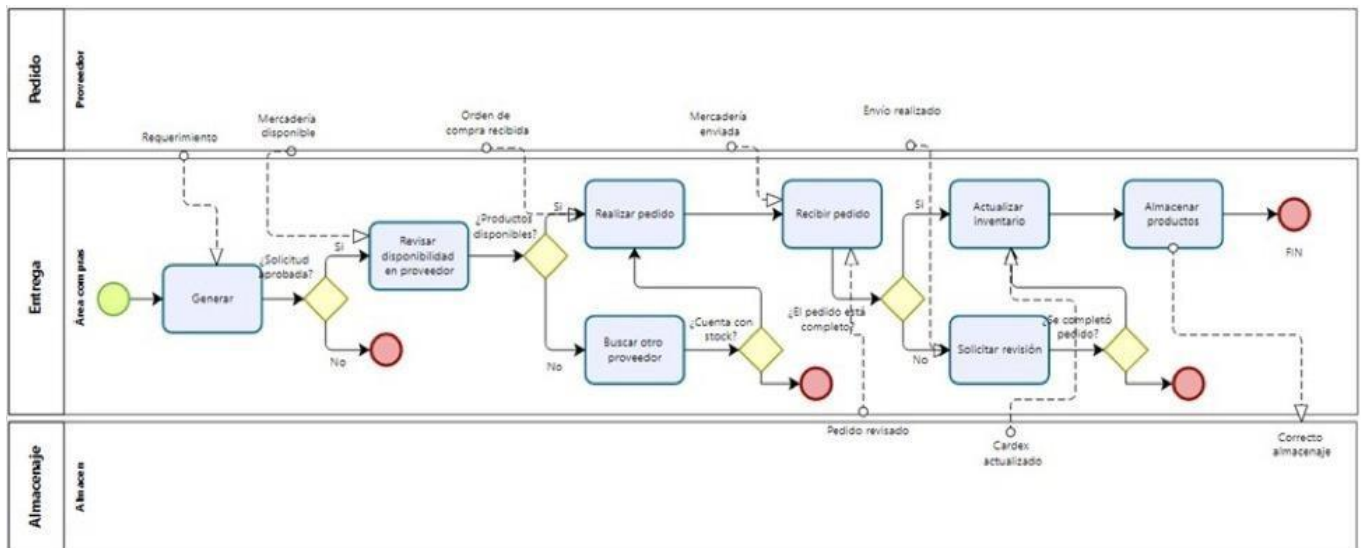 Pedido
Proveedor
Requerimiento
Mercadería
disponible
Orden de
compra recibida
Mercadería
enviada
Envío realizado
Entrega
Área compras
Generar
¿Solicitud
aprobada?
Si
No
Revisar
disponibilidad
en proveedor
¿Productos
disponibles?
Si
No
Realizar pedido
Buscar otro
proveedor
¿Cuenta con
stock?
Recibir pedido
¿El pedido está
completo?
Si
No
Actualizar
inventario
Solicitar revisión
¿Se completó
pedido?
Almacenar
productos
FIN
Almacenaje
Almacen
Pedido revisado
Cardex
actualizado
Correcto
almacenaje